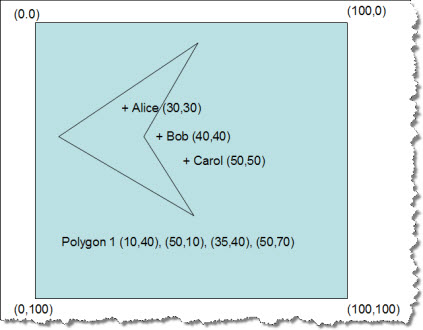 (0.0)
(100,0)
+ Alice (30,30)
+ Bob (40,40)
+ Carol (50,50)
Polygon 1 (10,40), (50,10), (35,40), (50,70)
(0,100)
(100,100)